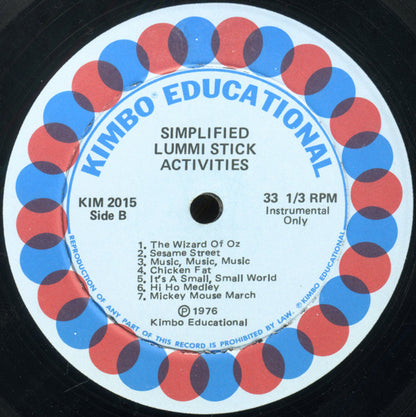 KIMBO® EDUCATIONAL
SIMPLIFIED
LUMMI STICK
ACTIVITIES
KIM 2015
Side B
33 1/3 RPM
Instrumental
Only
1. The Wizard Of Oz
2. Sesame Street
3. Music, Music, Music
4. Chicken Fat
5. It's A Small, Small World
6. Hi Ho Medley
7. Mickey Mouse March
℗ 1976
Kimbo Educational
REPRODUCTION OF ANY PART OF THIS RECORD IS PROHIBITED BY LAW. © KIMBO EDUCATIONAL